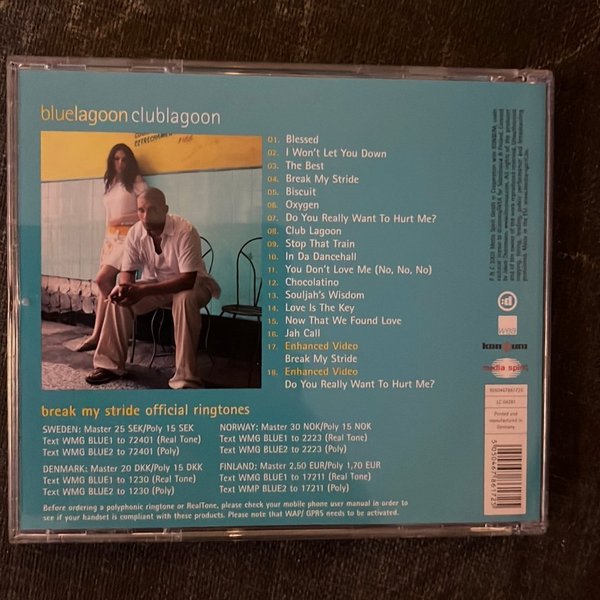 bluelagoon clublagoon
01. Blessed
02. I Won't Let You Down
03. The Best
04. Break My Stride
05. Biscuit
06. Oxygen
07. Do You Really Want To Hurt Me?
08. Club Lagoon
09. Stop That Train
10. In Da Dancehall
11. You Don't Love Me (No, No, No)
12. Chocolatino
13. Souljah's Wisdom
14. Love Is The Key
15. Now That We Found Love
16. Jah Call
17. Enhanced Video
Break My Stride
18. Enhanced Video
Do You Really Want To Hurt Me?
break my stride official ringtones
SWEDEN: Master 25 SEK/Poly 15 SEK
Text WMG BLUE1 to 72401 (Real Tone)
Text WMG BLUE2 to 72401 (Poly)
NORWAY: Master 30 NOK/Poly 15 NOK
Text WMG BLUE1 to 2223 (Real Tone)
Text WMG BLUE2 to 2223 (Poly)
DENMARK: Master 20 DKK/Poly 15 DKK
Text WMG BLUE1 to 1230 (Real Tone)
Text WMG BLUE2 to 1230 (Poly)
FINLAND: Master 2,50 EUR/Poly 1,70 EUR
Text WMG BLUE1 to 17211 (Real Tone)
Text WMP BLUE2 to 17211 (Poly)
Before ordering a polyphonic ringtone or RealTone, please check your mobile phone user manual in order to
see if your handset is compliant with these products. Please note that WAP/ GPRS needs to be activated.
:d
wea
media spirit
Printed and
manufactured in
Germany.